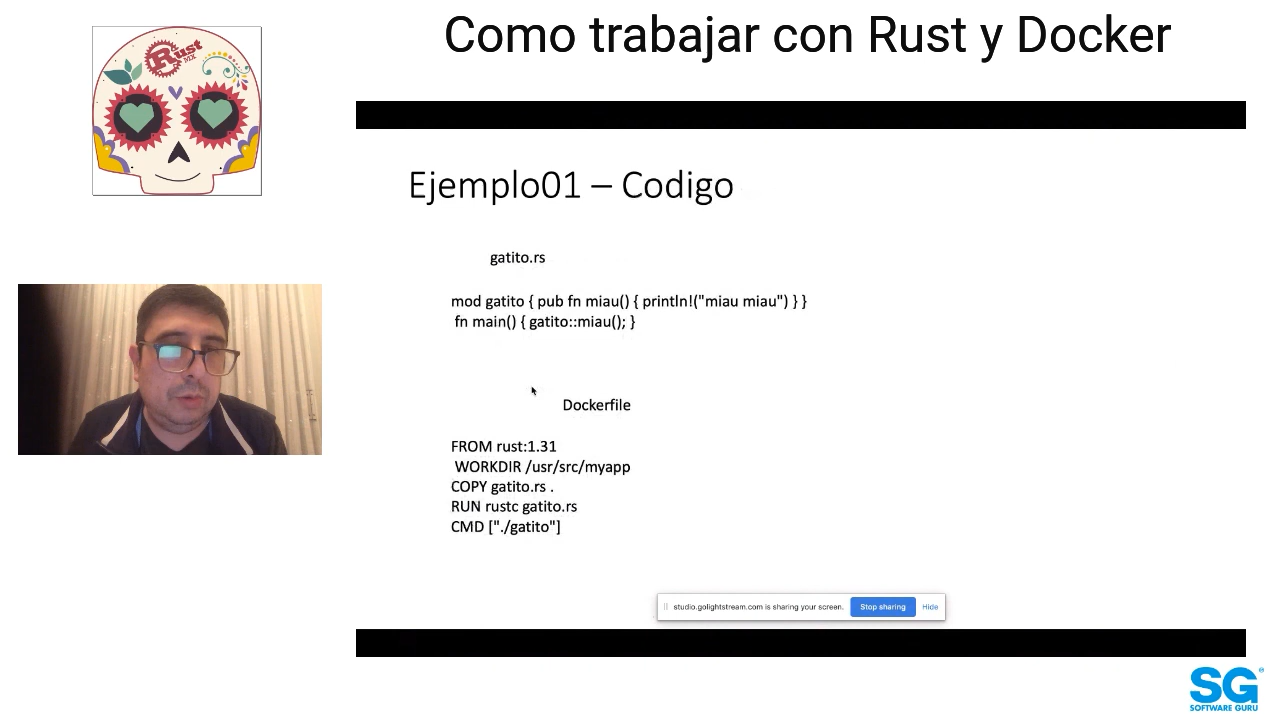 Como trabajar con Rust y Docker
Rust
MX
Ejemplo01 – Codigo
gatito.rs
mod gatito { pub fn miau() { println!("miau miau") } }
fn main() { gatito::miau(); }
Dockerfile
FROM rust:1.31
WORKDIR /usr/src/myapp
COPY gatito.rs .
RUN rustc gatito.rs
CMD ["./gatito"]
studio.golightstream.com is sharing your screen. Stop sharing Hide
SG®
SOFTWARE GURU